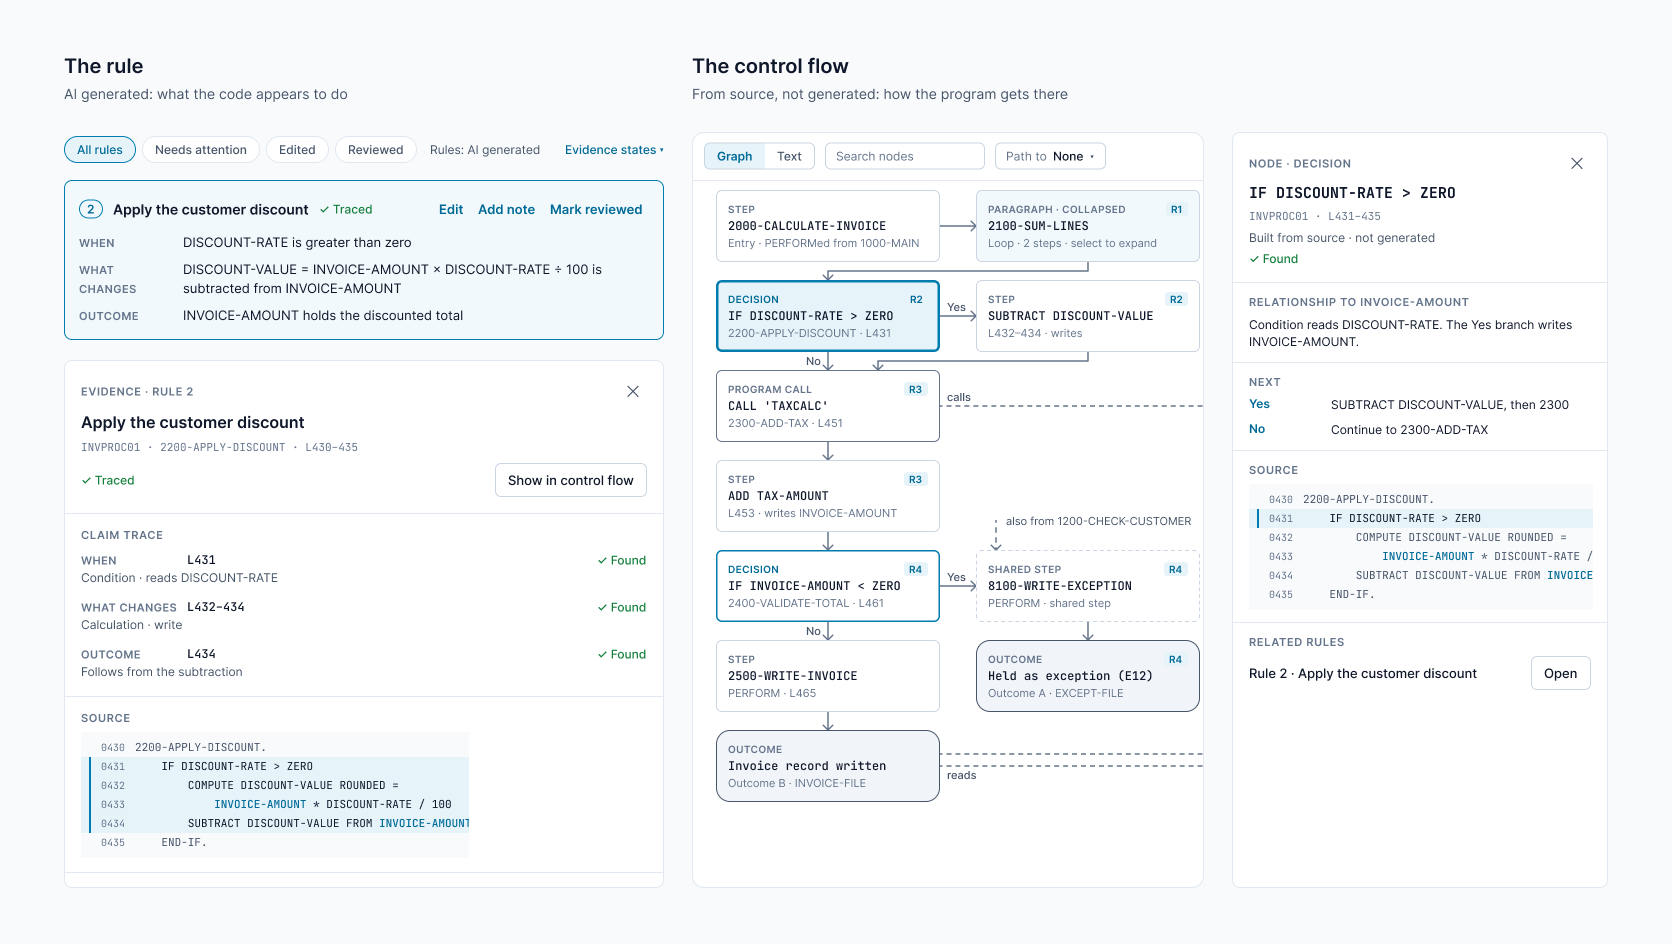 The rule
AI generated: what the code appears to do
All rules
Needs attention
Edited
Reviewed
Rules: AI generated
Evidence states
2
Apply the customer discount
✓ Traced
Edit
Add note
Mark reviewed
WHEN
DISCOUNT-RATE is greater than zero
WHAT CHANGES
DISCOUNT-VALUE = INVOICE-AMOUNT × DISCOUNT-RATE ÷ 100 is
subtracted from INVOICE-AMOUNT
OUTCOME
INVOICE-AMOUNT holds the discounted total
EVIDENCE · RULE 2
Apply the customer discount
INVPROC01 · 2200-APPLY-DISCOUNT · L430–435
✓ Traced
Show in control flow
CLAIM TRACE
WHEN L431 ✓ Found
Condition · reads DISCOUNT-RATE
WHAT CHANGES L432–434 ✓ Found
Calculation · write
OUTCOME L434 ✓ Found
Follows from the subtraction
SOURCE
0430 2200-APPLY-DISCOUNT.
0431 IF DISCOUNT-RATE > ZERO
0432 COMPUTE DISCOUNT-VALUE ROUNDED =
0433 INVOICE-AMOUNT * DISCOUNT-RATE / 100
0434 SUBTRACT DISCOUNT-VALUE FROM INVOICE-AMOUNT
0435 END-IF.
The control flow
From source, not generated: how the program gets there
Graph
Text
Search nodes
Path to None
STEP
2000-CALCULATE-INVOICE
Entry · PERFORMed from 1000-MAIN
PARAGRAPH · COLLAPSED R1
2100-SUM-LINES
Loop · 2 steps · select to expand
DECISION R2
IF DISCOUNT-RATE > ZERO
2200-APPLY-DISCOUNT · L431
Yes
STEP R2
SUBTRACT DISCOUNT-VALUE
L432–434 · writes
No
PROGRAM CALL R3
CALL 'TAXCALC'
2300-ADD-TAX · L451
calls
STEP R3
ADD TAX-AMOUNT
L453 · writes INVOICE-AMOUNT
also from 1200-CHECK-CUSTOMER
DECISION R4
IF INVOICE-AMOUNT < ZERO
2400-VALIDATE-TOTAL · L461
Yes
SHARED STEP R4
8100-WRITE-EXCEPTION
PERFORM · shared step
No
STEP
2500-WRITE-INVOICE
PERFORM · L465
OUTCOME R4
Held as exception (E12)
Outcome A · EXCEPT-FILE
OUTCOME
Invoice record written
Outcome B · INVOICE-FILE
reads
NODE · DECISION
IF DISCOUNT-RATE > ZERO
INVPROC01 · L431–435
Built from source · not generated
✓ Found
RELATIONSHIP TO INVOICE-AMOUNT
Condition reads DISCOUNT-RATE. The Yes branch writes
INVOICE-AMOUNT.
NEXT
Yes SUBTRACT DISCOUNT-VALUE, then 2300
No Continue to 2300-ADD-TAX
SOURCE
0430 2200-APPLY-DISCOUNT.
0431 IF DISCOUNT-RATE > ZERO
0432 COMPUTE DISCOUNT-VALUE ROUNDED =
0433 INVOICE-AMOUNT * DISCOUNT-RATE /
0434 SUBTRACT DISCOUNT-VALUE FROM INVOICE
0435 END-IF.
RELATED RULES
Rule 2 · Apply the customer discount
Open